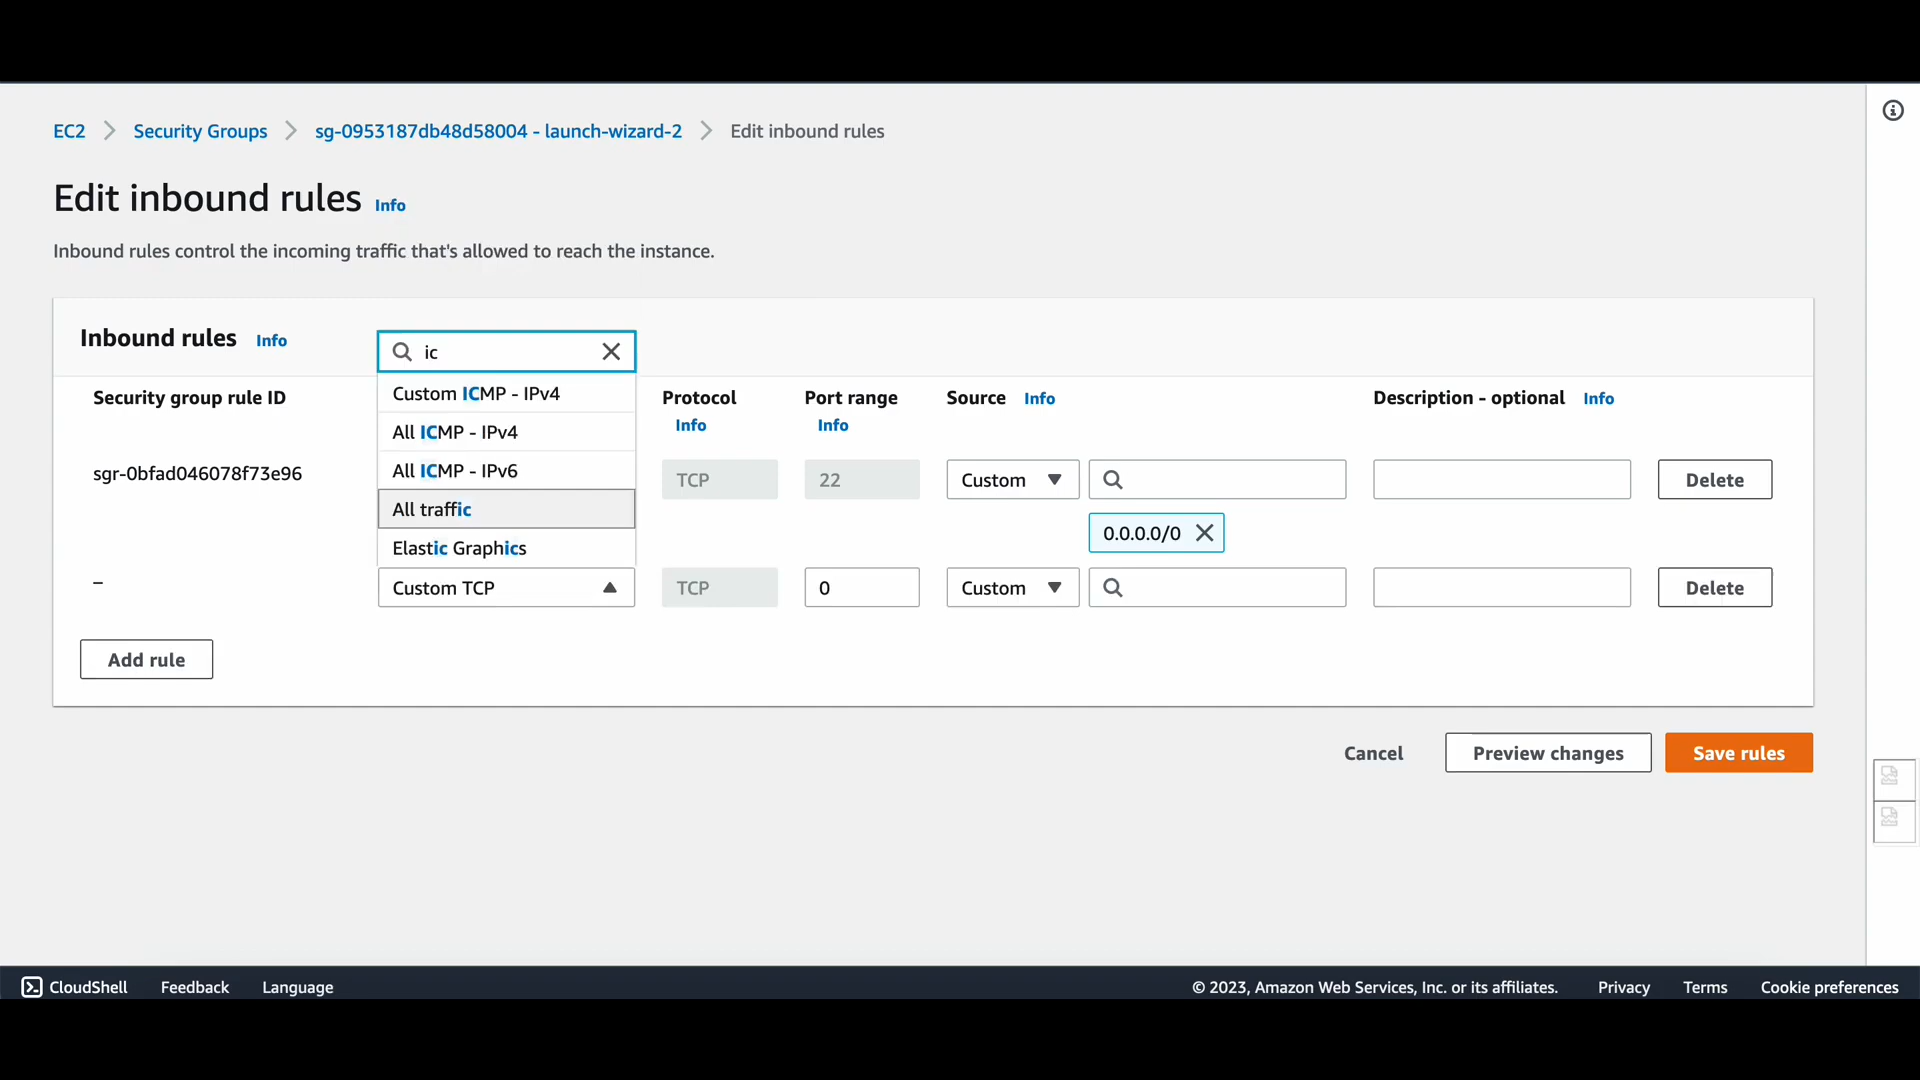 EC2 Security Groups sg-0953187db48d58004 - launch-wizard-2 Edit inbound rules
Edit inbound rules Info
Inbound rules control the incoming traffic that's allowed to reach the instance.
Inbound rules Info
ic
Custom ICMP - IPv4
All ICMP - IPv4
All ICMP - IPv6
All traffic
Elastic Graphics
Security group rule ID Protocol Info Port range Info Source Info Description - optional Info
sgr-0bfad046078f73e96 TCP 22 Custom Delete
0.0.0.0/0
– Custom TCP TCP 0 Custom Delete
Add rule
Cancel Preview changes Save rules
CloudShell Feedback Language © 2023, Amazon Web Services, Inc. or its affiliates. Privacy Terms Cookie preferences